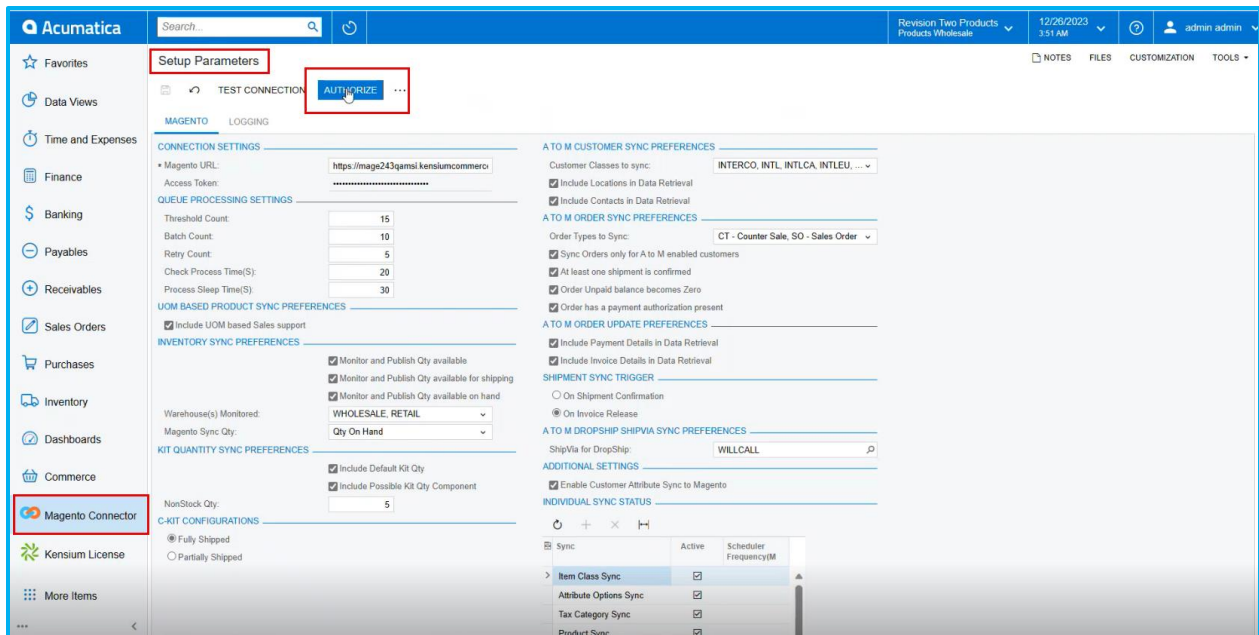 Acumatica
Search...
Revision Two Products
Products Wholesale
12/26/2023
3:51 AM
admin admin
Favorites
Data Views
Time and Expenses
Finance
Banking
Payables
Receivables
Sales Orders
Purchases
Inventory
Dashboards
Commerce
Magento Connector
Kensium License
More Items
Setup Parameters
NOTES FILES CUSTOMIZATION TOOLS
TEST CONNECTION AUTHORIZE ...
MAGENTO LOGGING
CONNECTION SETTINGS
* Magento URL: https://mage243qamsi.kensiumcommerc
Access Token: ••••••••••••••••••••••••••••••••
QUEUE PROCESSING SETTINGS
Threshold Count: 15
Batch Count: 10
Retry Count: 5
Check Process Time(S): 20
Process Sleep Time(S): 30
UOM BASED PRODUCT SYNC PREFERENCES
Include UOM based Sales support
INVENTORY SYNC PREFERENCES
Monitor and Publish Qty available
Monitor and Publish Qty available for shipping
Monitor and Publish Qty available on hand
Warehouse(s) Monitored: WHOLESALE, RETAIL
Magento Sync Qty: Qty On Hand
KIT QUANTITY SYNC PREFERENCES
Include Default Kit Qty
Include Possible Kit Qty Component
NonStock Qty: 5
C-KIT CONFIGURATIONS
Fully Shipped
Partially Shipped
A TO M CUSTOMER SYNC PREFERENCES
Customer Classes to sync: INTERCO, INTL, INTLCA, INTLEU, ...
Include Locations in Data Retrieval
Include Contacts in Data Retrieval
A TO M ORDER SYNC PREFERENCES
Order Types to Sync: CT - Counter Sale, SO - Sales Order
Sync Orders only for A to M enabled customers
At least one shipment is confirmed
Order Unpaid balance becomes Zero
Order has a payment authorization present
A TO M ORDER UPDATE PREFERENCES
Include Payment Details in Data Retrieval
Include Invoice Details in Data Retrieval
SHIPMENT SYNC TRIGGER
On Shipment Confirmation
On Invoice Release
A TO M DROPSHIP SHIPVIA SYNC PREFERENCES
ShipVia for DropShip: WILLCALL
ADDITIONAL SETTINGS
Enable Customer Attribute Sync to Magento
INDIVIDUAL SYNC STATUS
Sync Active Scheduler
Frequency(M
Item Class Sync
Attribute Options Sync
Tax Category Sync
Product Sync